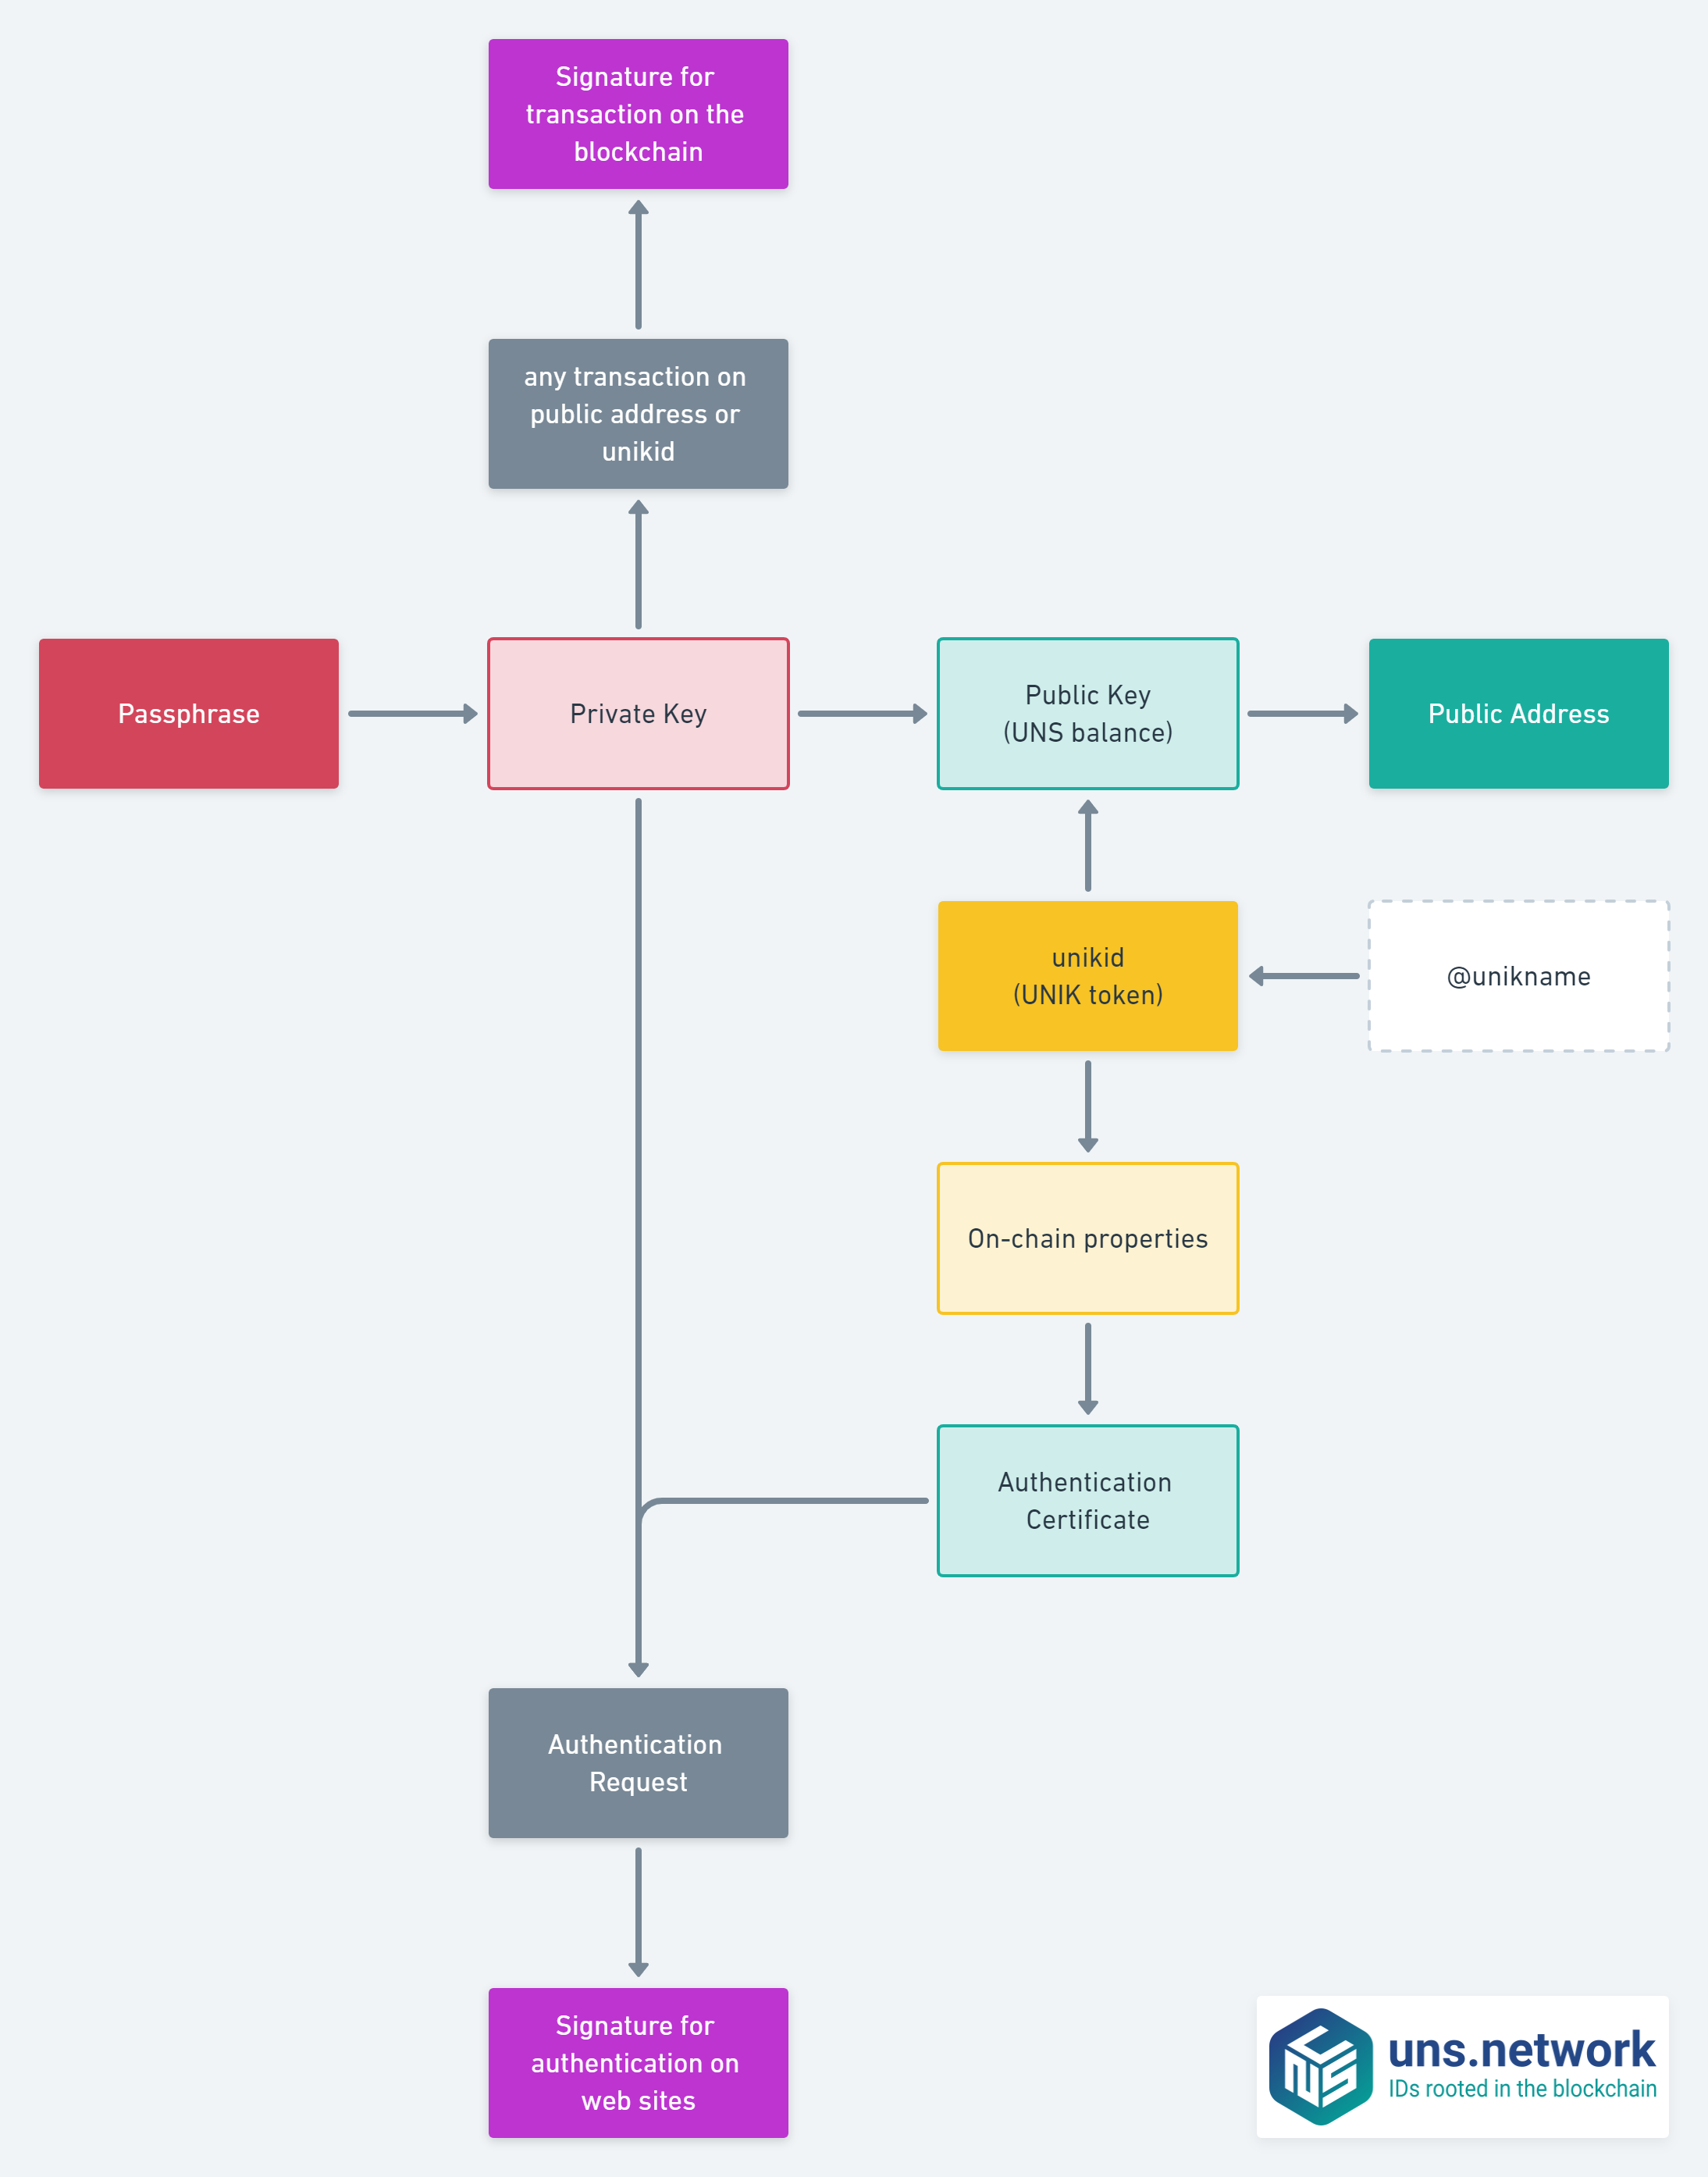 Signature for
transaction on the
blockchain
any transaction on
public address or
unikid
Passphrase
Private Key
Public Key
(UNS balance)
Public Address
unikid
(UNIK token)
@unikname
On-chain properties
Authentication
Certificate
Authentication
Request
Signature for
authentication on
web sites
uns.network
IDs rooted in the blockchain